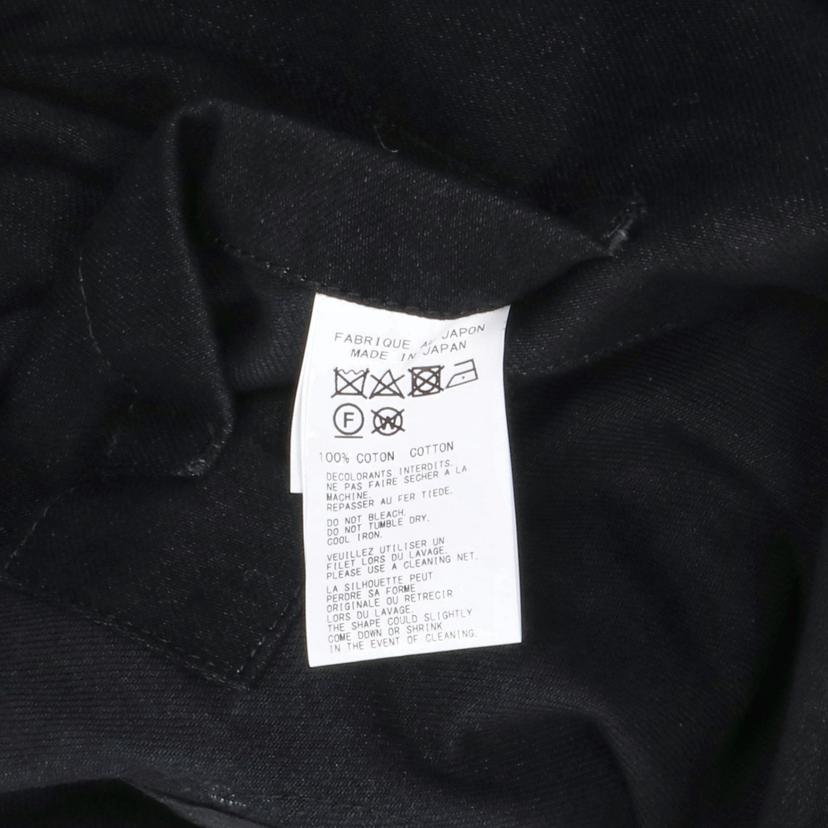 FABRIQUE AU JAPON
MADE IN JAPAN
F W
100% COTON COTTON
DECOLORANTS INTERDITS.
NE PAS FAIRE SECHER A LA
MACHINE.
REPASSER AU FER TIEDE.
DO NOT BLEACH.
DO NOT TUMBLE DRY.
COOL IRON.
VEUILLEZ UTILISER UN
FILET LORS DU LAVAGE.
PLEASE USE A CLEANING NET.
LA SILHOUETTE PEUT
PERDRE SA FORME
ORIGINALE OU RETRECIR
LORS DU LAVAGE.
THE SHAPE COULD SLIGHTLY
COME DOWN OR SHRINK
IN THE EVENT OF CLEANING.